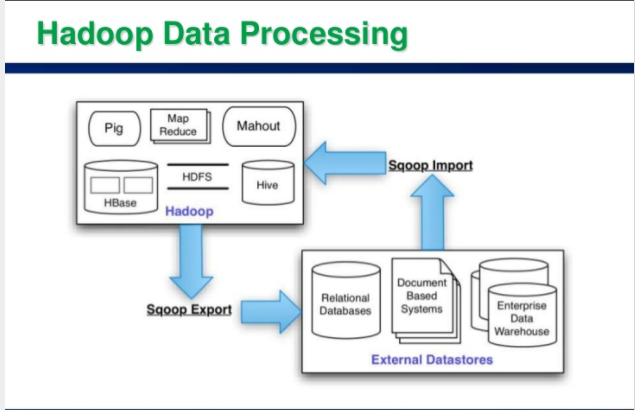 Hadoop Data Processing
Pig
Map
Reduce
Mahout
HBase
HDFS
Hive
Hadoop
Sqoop Import
Sqoop Export
Relational
Databases
Document
Based
Systems
Enterprise
Data
Warehouse
External Datastores